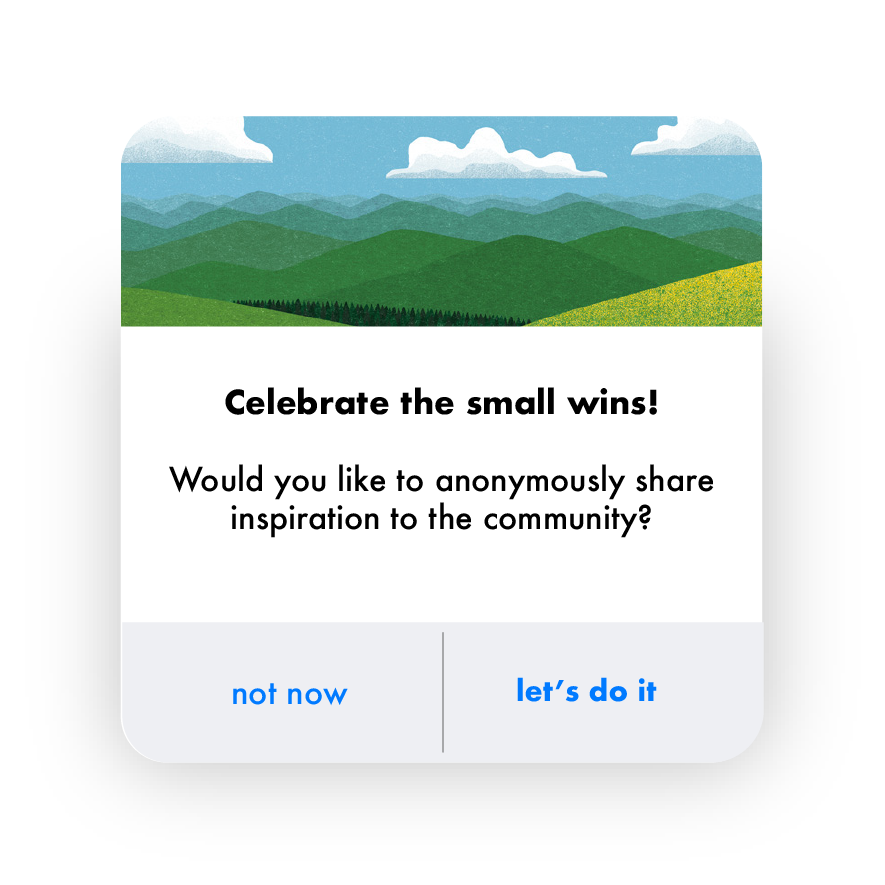 Celebrate the small wins!
Would you like to anonymously share
inspiration to the community?
not now
let’s do it